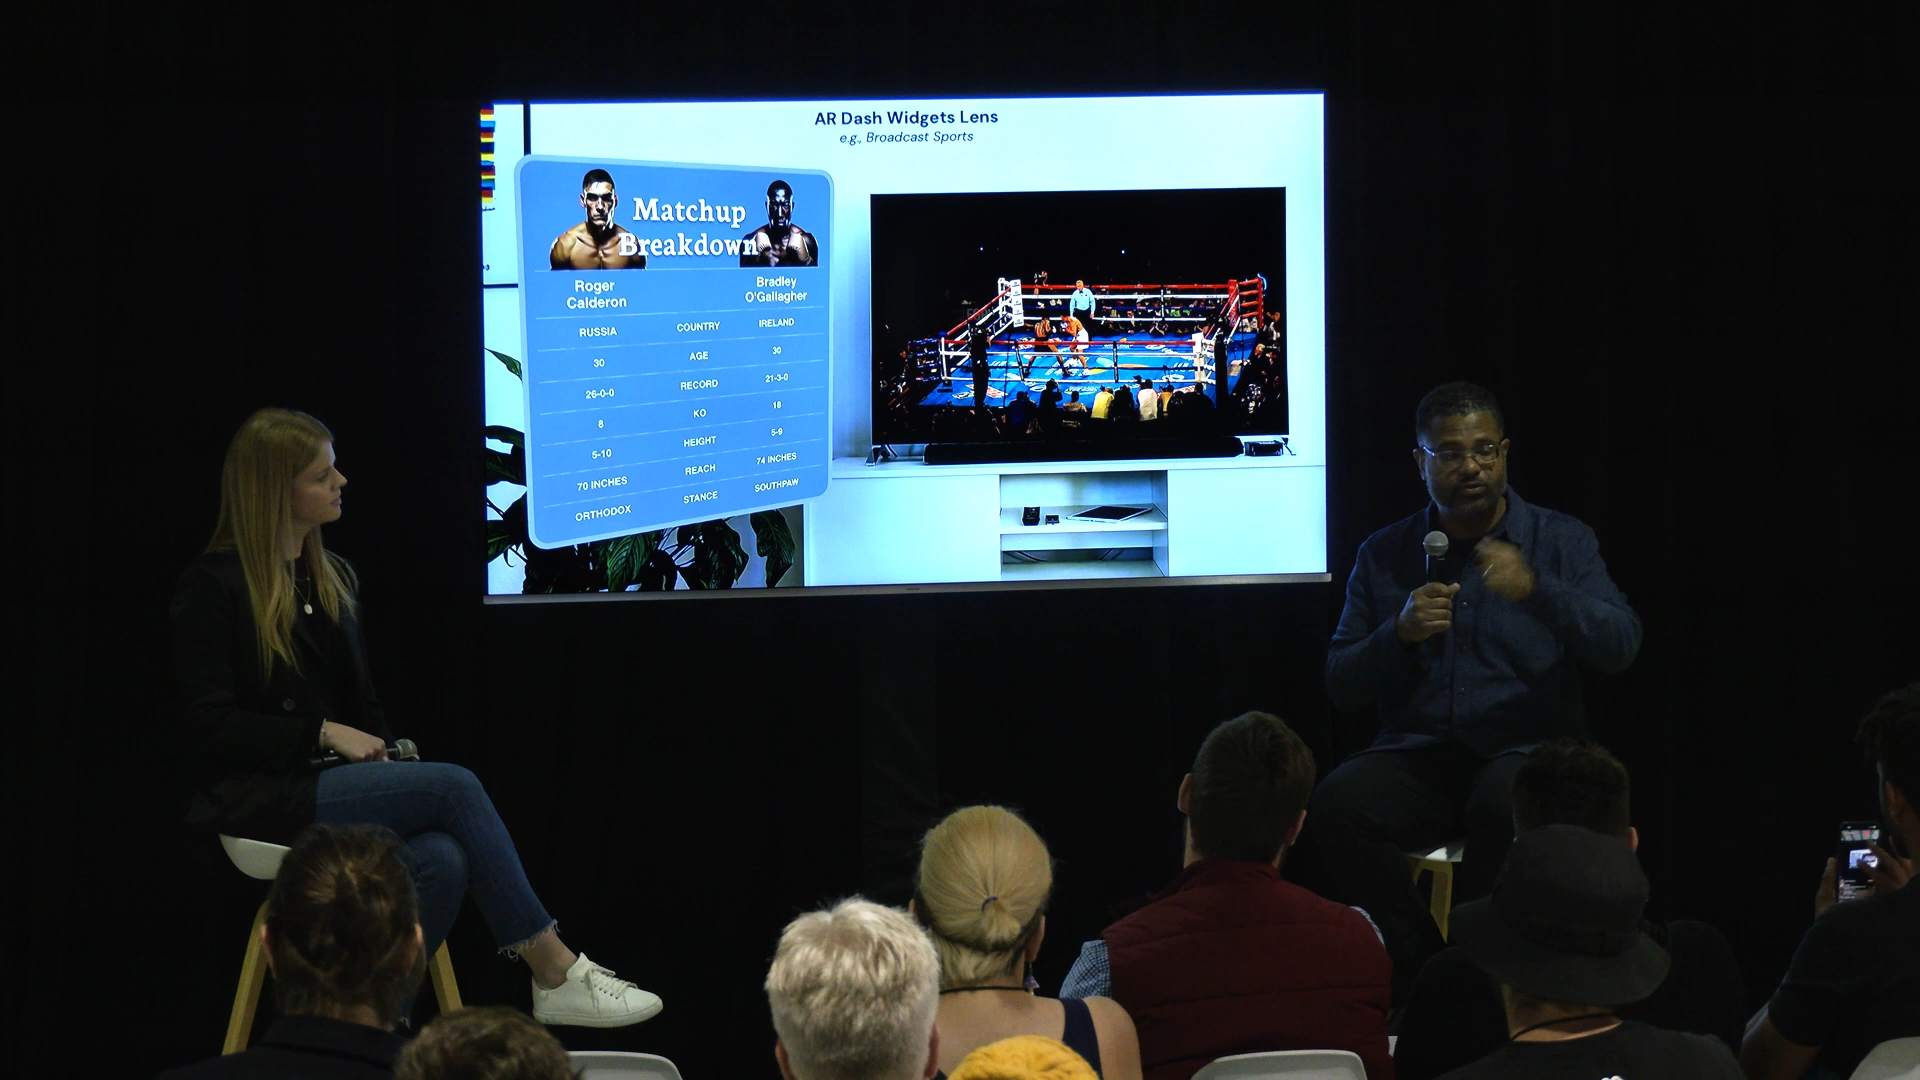 AR Dash Widgets Lens
e.g., Broadcast Sports
Matchup
Breakdown
Roger
Calderon
Bradley
O'Gallagher
RUSSIA COUNTRY IRELAND
30 AGE 30
26-0-0 RECORD 21-3-0
8 KO 18
5-10 HEIGHT 5-9
70 INCHES REACH 74 INCHES
ORTHODOX STANCE SOUTHPAW